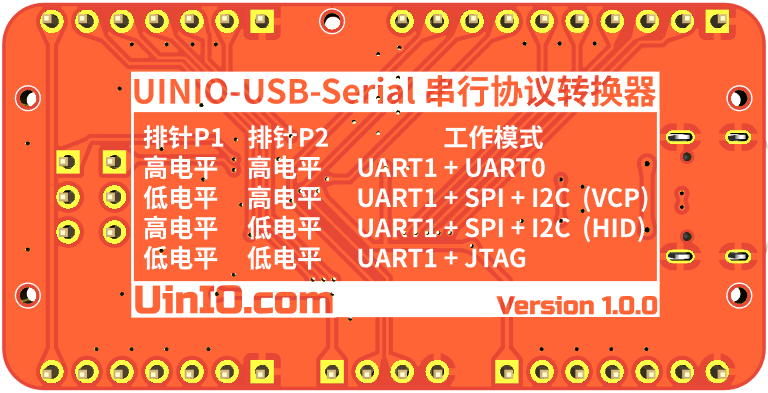 UINIO-USB-Serial 串行协议转换器
排针P1 排针P2 工作模式
高电平 高电平 UART1 + UART0
低电平 高电平 UART1 + SPI + I2C (VCP)
高电平 低电平 UART1 + SPI + I2C (HID)
低电平 低电平 UART1 + JTAG
UinIO.com Version 1.0.0